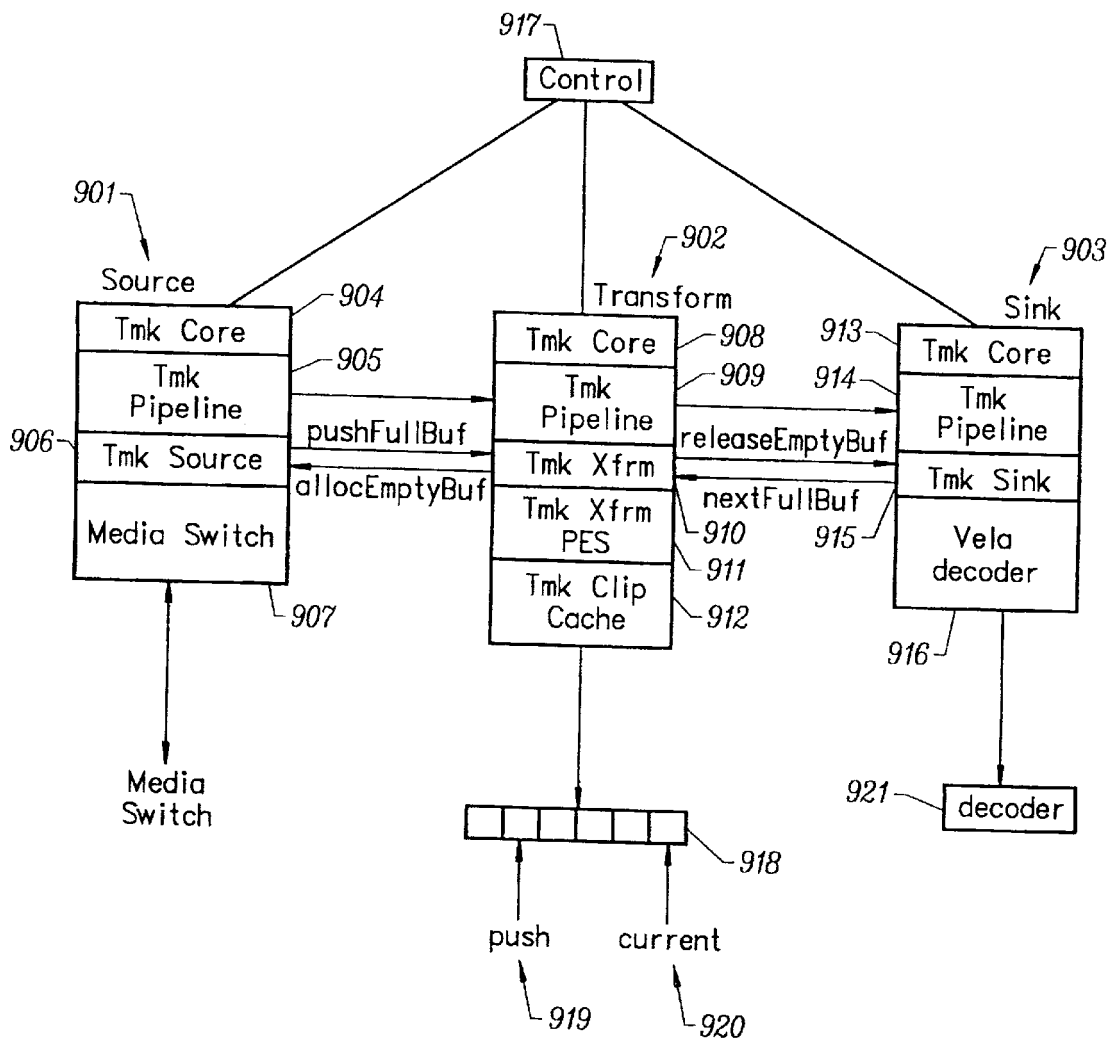 917
Control
901
Source
902
Transform
903
Sink
904
Tmk Core
905
Tmk
Pipeline
906
Tmk Source
Media Switch
907
908
Tmk Core
909
Tmk
Pipeline
Tmk Xfrm
910
Tmk Xfrm
PES
911
Tmk Clip
Cache
912
913
Tmk Core
914
Tmk
Pipeline
Tmk Sink
915
Vela
decoder
916
pushFullBuf
allocEmptyBuf
releaseEmptyBuf
nextFullBuf
Media
Switch
918
push
919
current
920
921
decoder